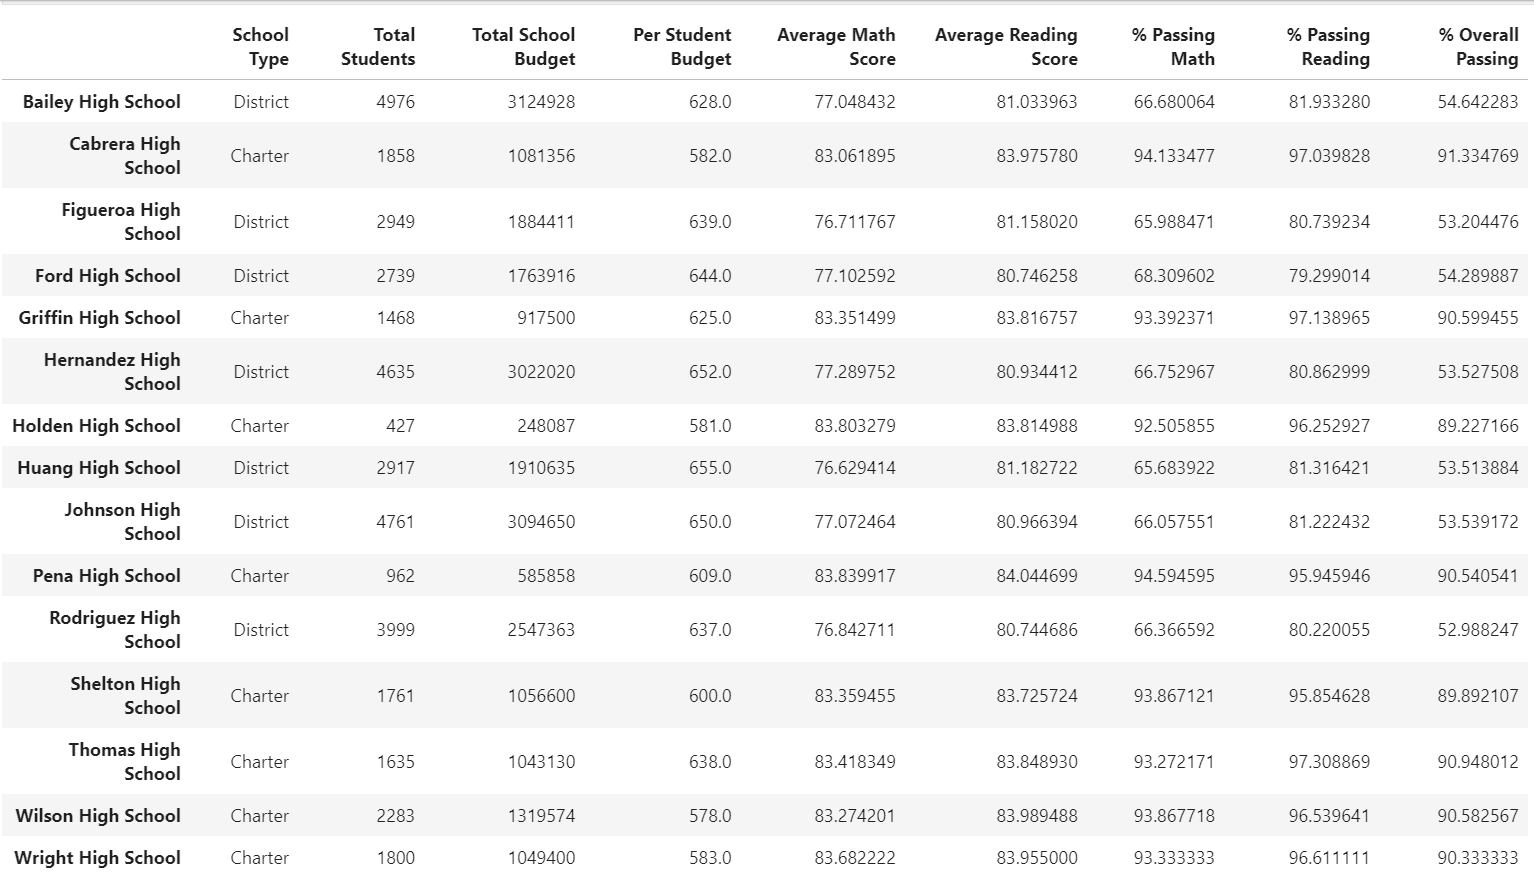 School Type Total Students Total School Budget Per Student Budget Average Math Score Average Reading Score % Passing Math % Passing Reading % Overall Passing
Bailey High School District 4976 3124928 628.0 77.048432 81.033963 66.680064 81.933280 54.642283
Cabrera High School Charter 1858 1081356 582.0 83.061895 83.975780 94.133477 97.039828 91.334769
Figueroa High School District 2949 1884411 639.0 76.711767 81.158020 65.988471 80.739234 53.204476
Ford High School District 2739 1763916 644.0 77.102592 80.746258 68.309602 79.299014 54.289887
Griffin High School Charter 1468 917500 625.0 83.351499 83.816757 93.392371 97.138965 90.599455
Hernandez High School District 4635 3022020 652.0 77.289752 80.934412 66.752967 80.862999 53.527508
Holden High School Charter 427 248087 581.0 83.803279 83.814988 92.505855 96.252927 89.227166
Huang High School District 2917 1910635 655.0 76.629414 81.182722 65.683922 81.316421 53.513884
Johnson High School District 4761 3094650 650.0 77.072464 80.966394 66.057551 81.222432 53.539172
Pena High School Charter 962 585858 609.0 83.839917 84.044699 94.594595 95.945946 90.540541
Rodriguez High School District 3999 2547363 637.0 76.842711 80.744686 66.366592 80.220055 52.988247
Shelton High School Charter 1761 1056600 600.0 83.359455 83.725724 93.867121 95.854628 89.892107
Thomas High School Charter 1635 1043130 638.0 83.418349 83.848930 93.272171 97.308869 90.948012
Wilson High School Charter 2283 1319574 578.0 83.274201 83.989488 93.867718 96.539641 90.582567
Wright High School Charter 1800 1049400 583.0 83.682222 83.955000 93.333333 96.611111 90.333333